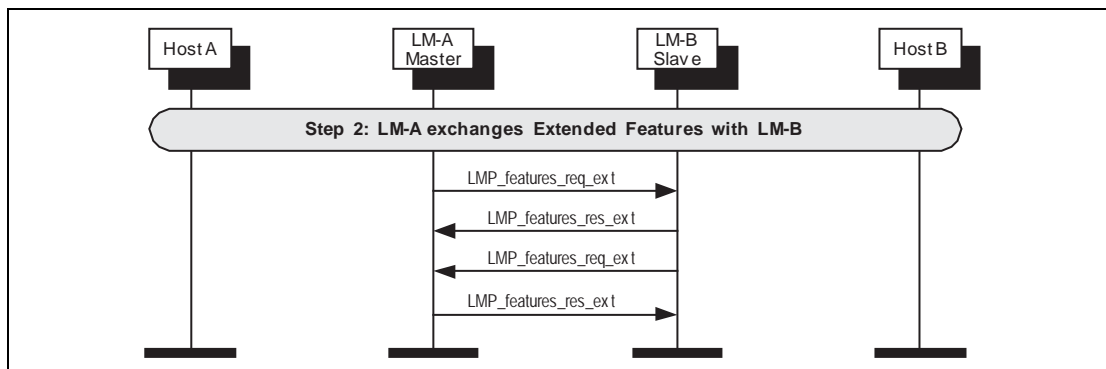 Host A
LM-A
Master
LM-B
Slave
Host B
Step 2: LM-A exchanges Extended Features with LM-B
LMP_features_req_ext
LMP_features_res_ext
LMP_features_req_ext
LMP_features_res_ext